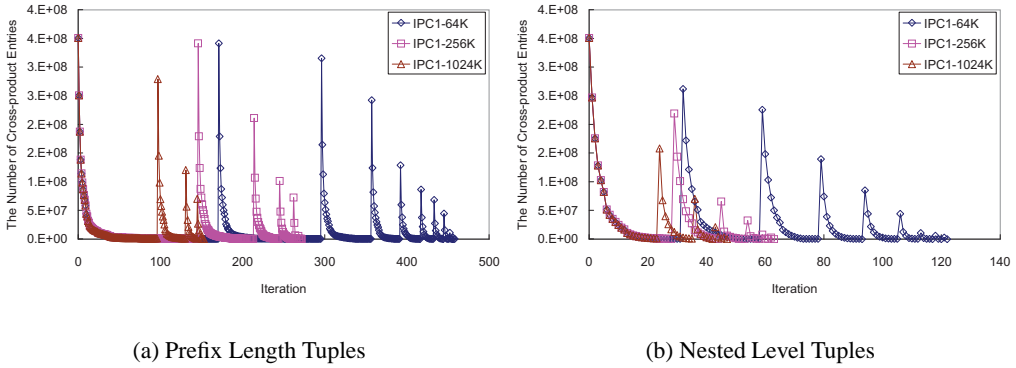 The Number of Cross-product Entries
4.E+08
4.E+08
3.E+08
3.E+08
2.E+08
2.E+08
1.E+08
5.E+07
0.E+00
0
100
200
300
400
500
Iteration
IPC1-64K
IPC1-256K
IPC1-1024K
(a) Prefix Length Tuples
The Number of Cross-product Entries
4.E+08
4.E+08
3.E+08
3.E+08
2.E+08
2.E+08
1.E+08
5.E+07
0.E+00
0
20
40
60
80
100
120
140
Iteration
IPC1-64K
IPC1-256K
IPC1-1024K
(b) Nested Level Tuples